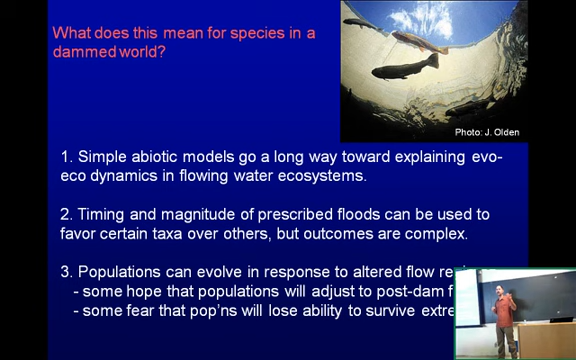 What does this mean for species in a
dammed world?
Photo: J. Olden
1. Simple abiotic models go a long way toward explaining evo-
eco dynamics in flowing water ecosystems.
2. Timing and magnitude of prescribed floods can be used to
favor certain taxa over others, but outcomes are complex.
3. Populations can evolve in response to altered flow
- some hope that populations will adjust to post-dam
- some fear that pop'ns will lose ability to survive